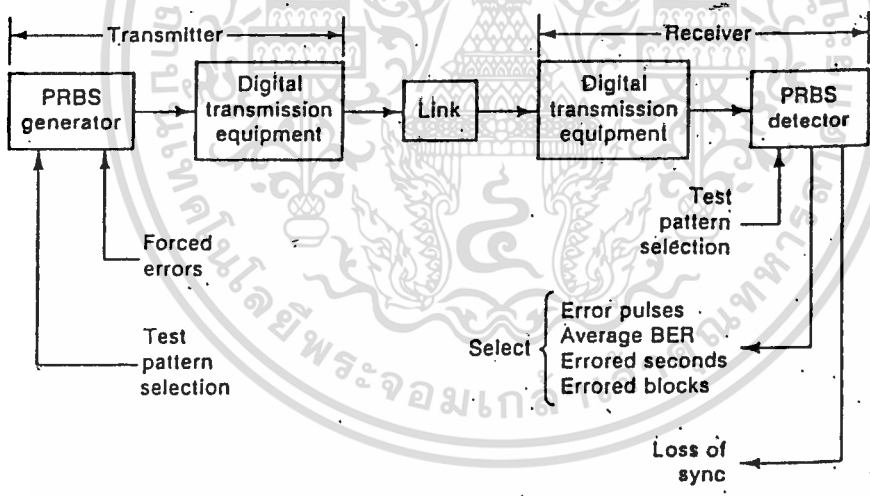 Transmitter
Receiver
PRBS
generator
Digital
transmission
equipment
Link
Digital
transmission
equipment
PRBS
detector
Forced
errors
Test
pattern
selection
Test
pattern
selection
Select
Error pulses
Average BER
Errored seconds
Errored blocks
Loss of
sync